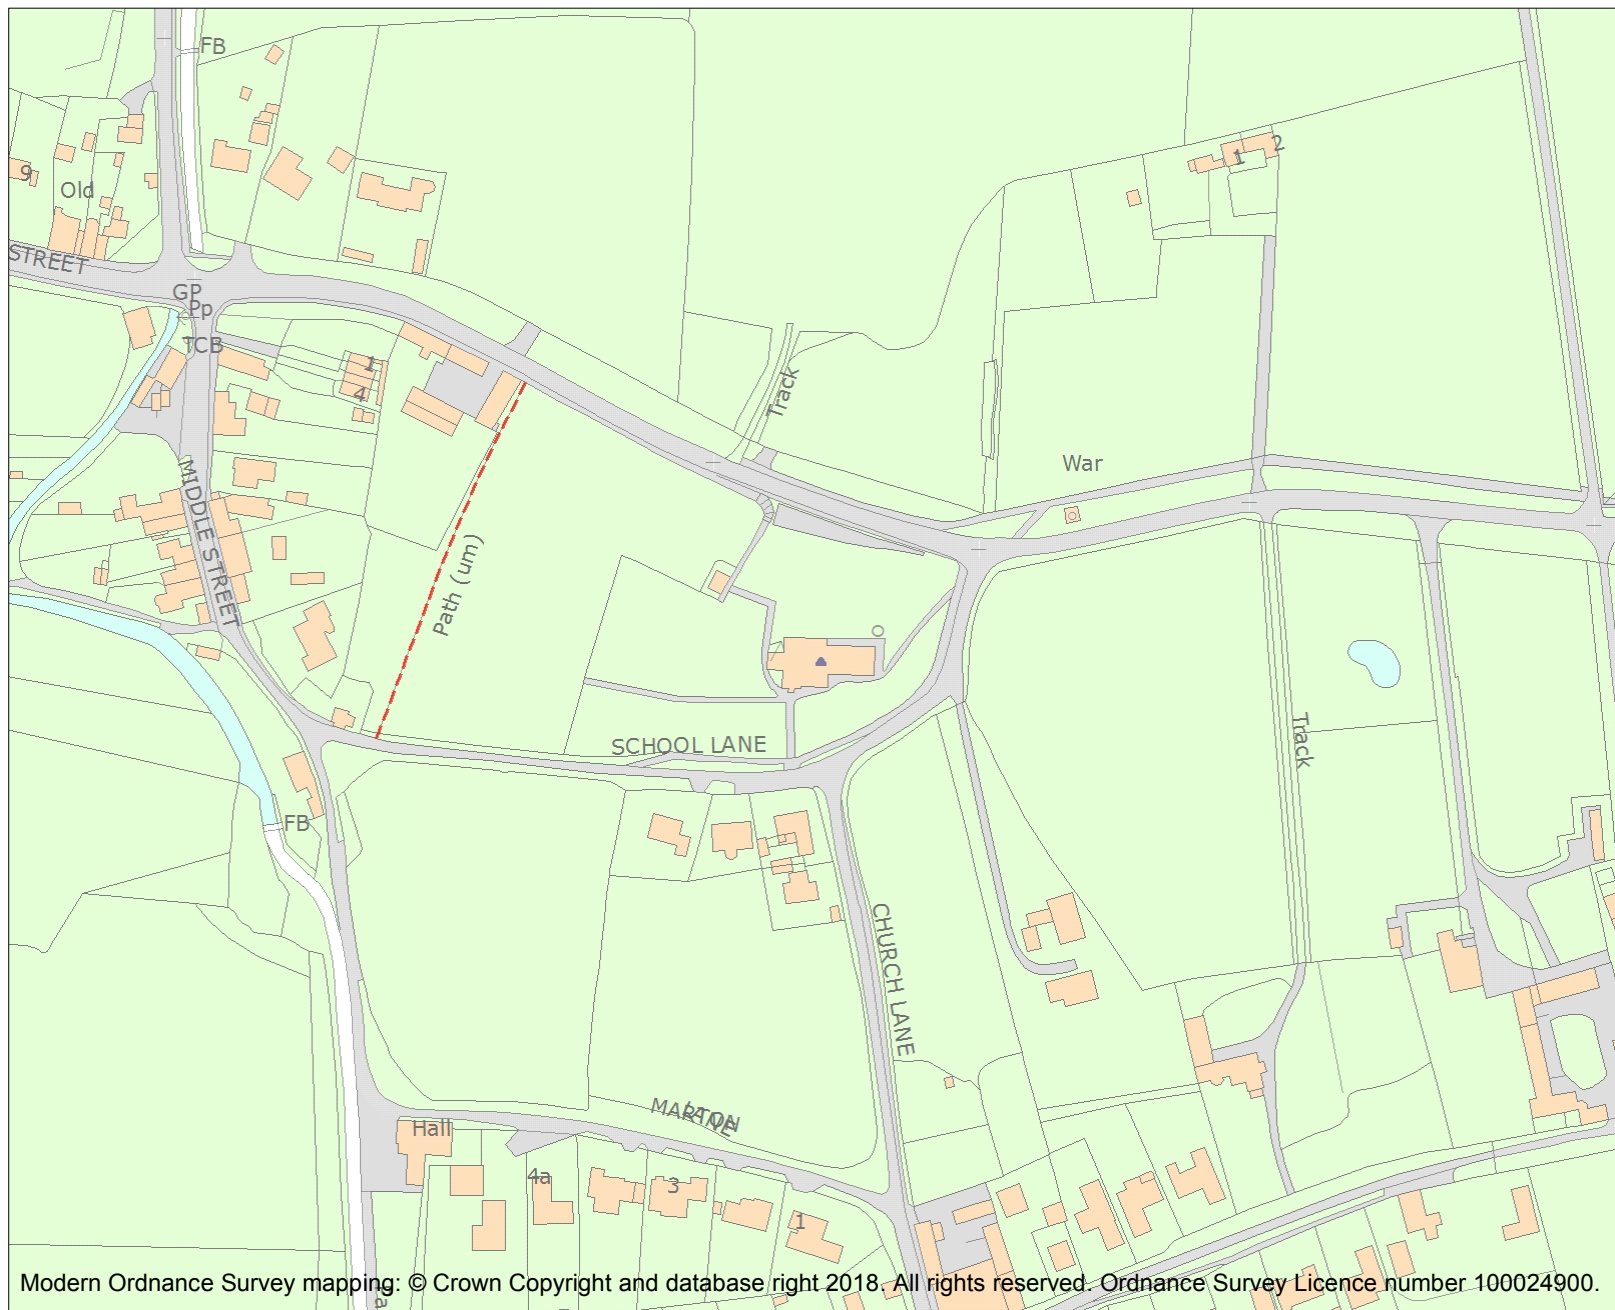 FB
2
1
9
Old
STREET
GP
Pp
TCB
1
4
Track
War
MIDDLE STREET
Path (um)
SCHOOL LANE
Track
FB
CHURCH LANE
MARTON
LANE
Hall
4a
3
1
Modern Ordnance Survey mapping: © Crown Copyright and database right 2018. All rights reserved. Ordnance Survey Licence number 100024900.